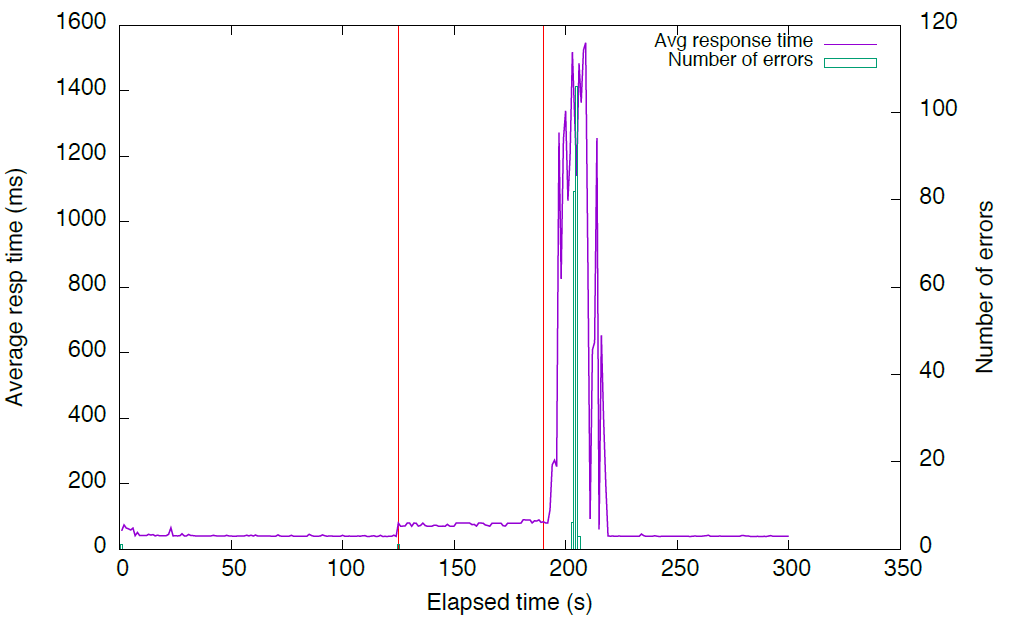 1600
1400
1200
1000
800
600
400
200
0
Average resp time (ms)
Avg response time
Number of errors
120
100
80
60
40
20
0
Number of errors
0 50 100 150 200 250 300 350
Elapsed time (s)